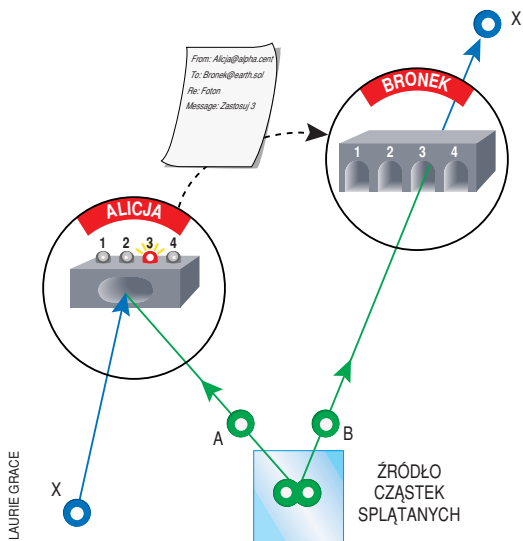 X
From: Alicja@alpha.cent
To: Bronek@earth.sol
Re: Foton
Message: Zastosuj 3
BRONEK
1 2 3 4
ALICJA
1 2 3 4
A
B
X
ŹRÓDŁO
CZĄSTEK
SPLĄTANYCH
LAURIE GRACE